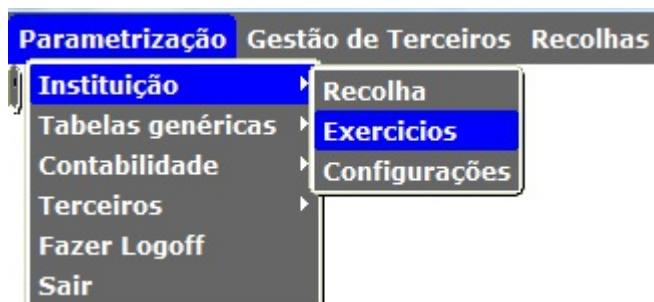 Parametrização Gestão de Terceiros Recolhas
Instituição
Tabelas genéricas
Contabilidade
Terceiros
Fazer Logoff
Sair
Recolha
Exercicios
Configurações